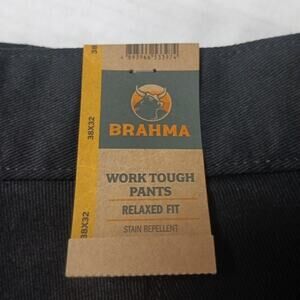 38X32
BRAHMA
WORK TOUGH
PANTS
RELAXED FIT
STAIN REPELLENT
38X32